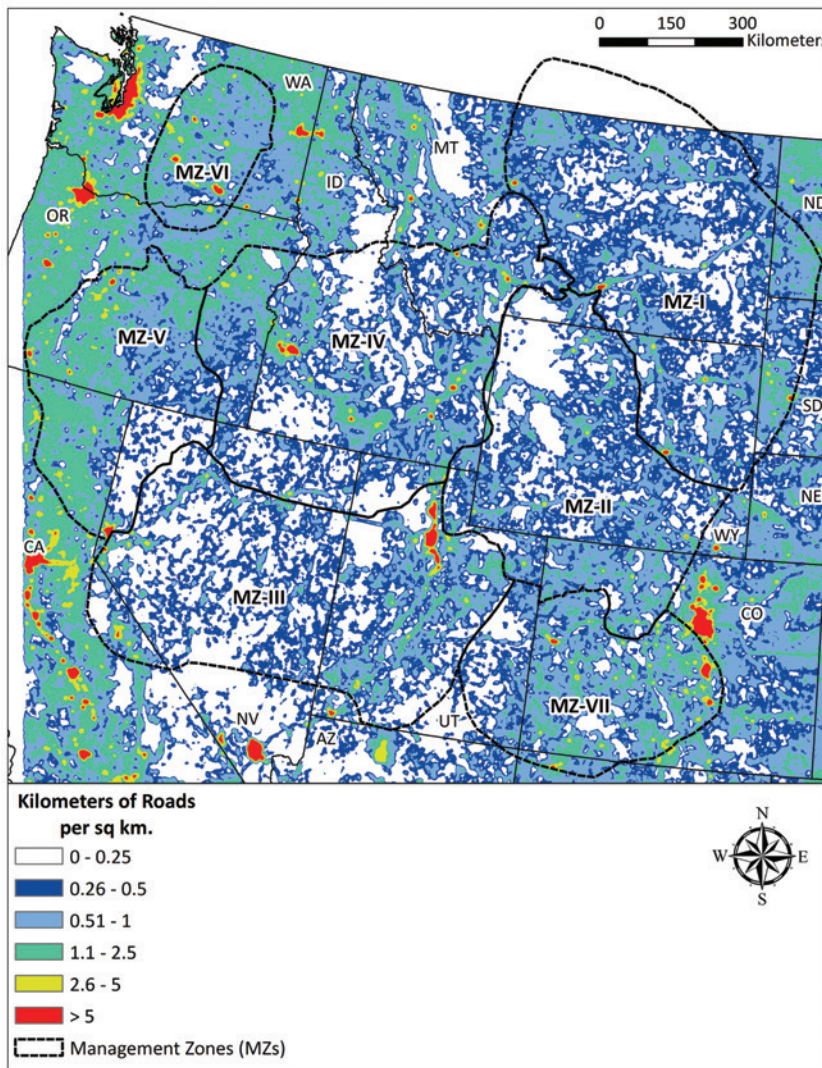 0 150 300
Kilometers
WA
MT
MZ-VI
ID
ND
OR
MZ-I
MZ-V
MZ-IV
SD
NE
MZ-II
WY
CA
MZ-III
CO
MZ-VII
NV
UT
AZ
Kilometers of Roads
per sq km.
0 - 0.25
0.26 - 0.5
0.51 - 1
1.1 - 2.5
2.6 - 5
> 5
Management Zones (MZs)
N
W E
S